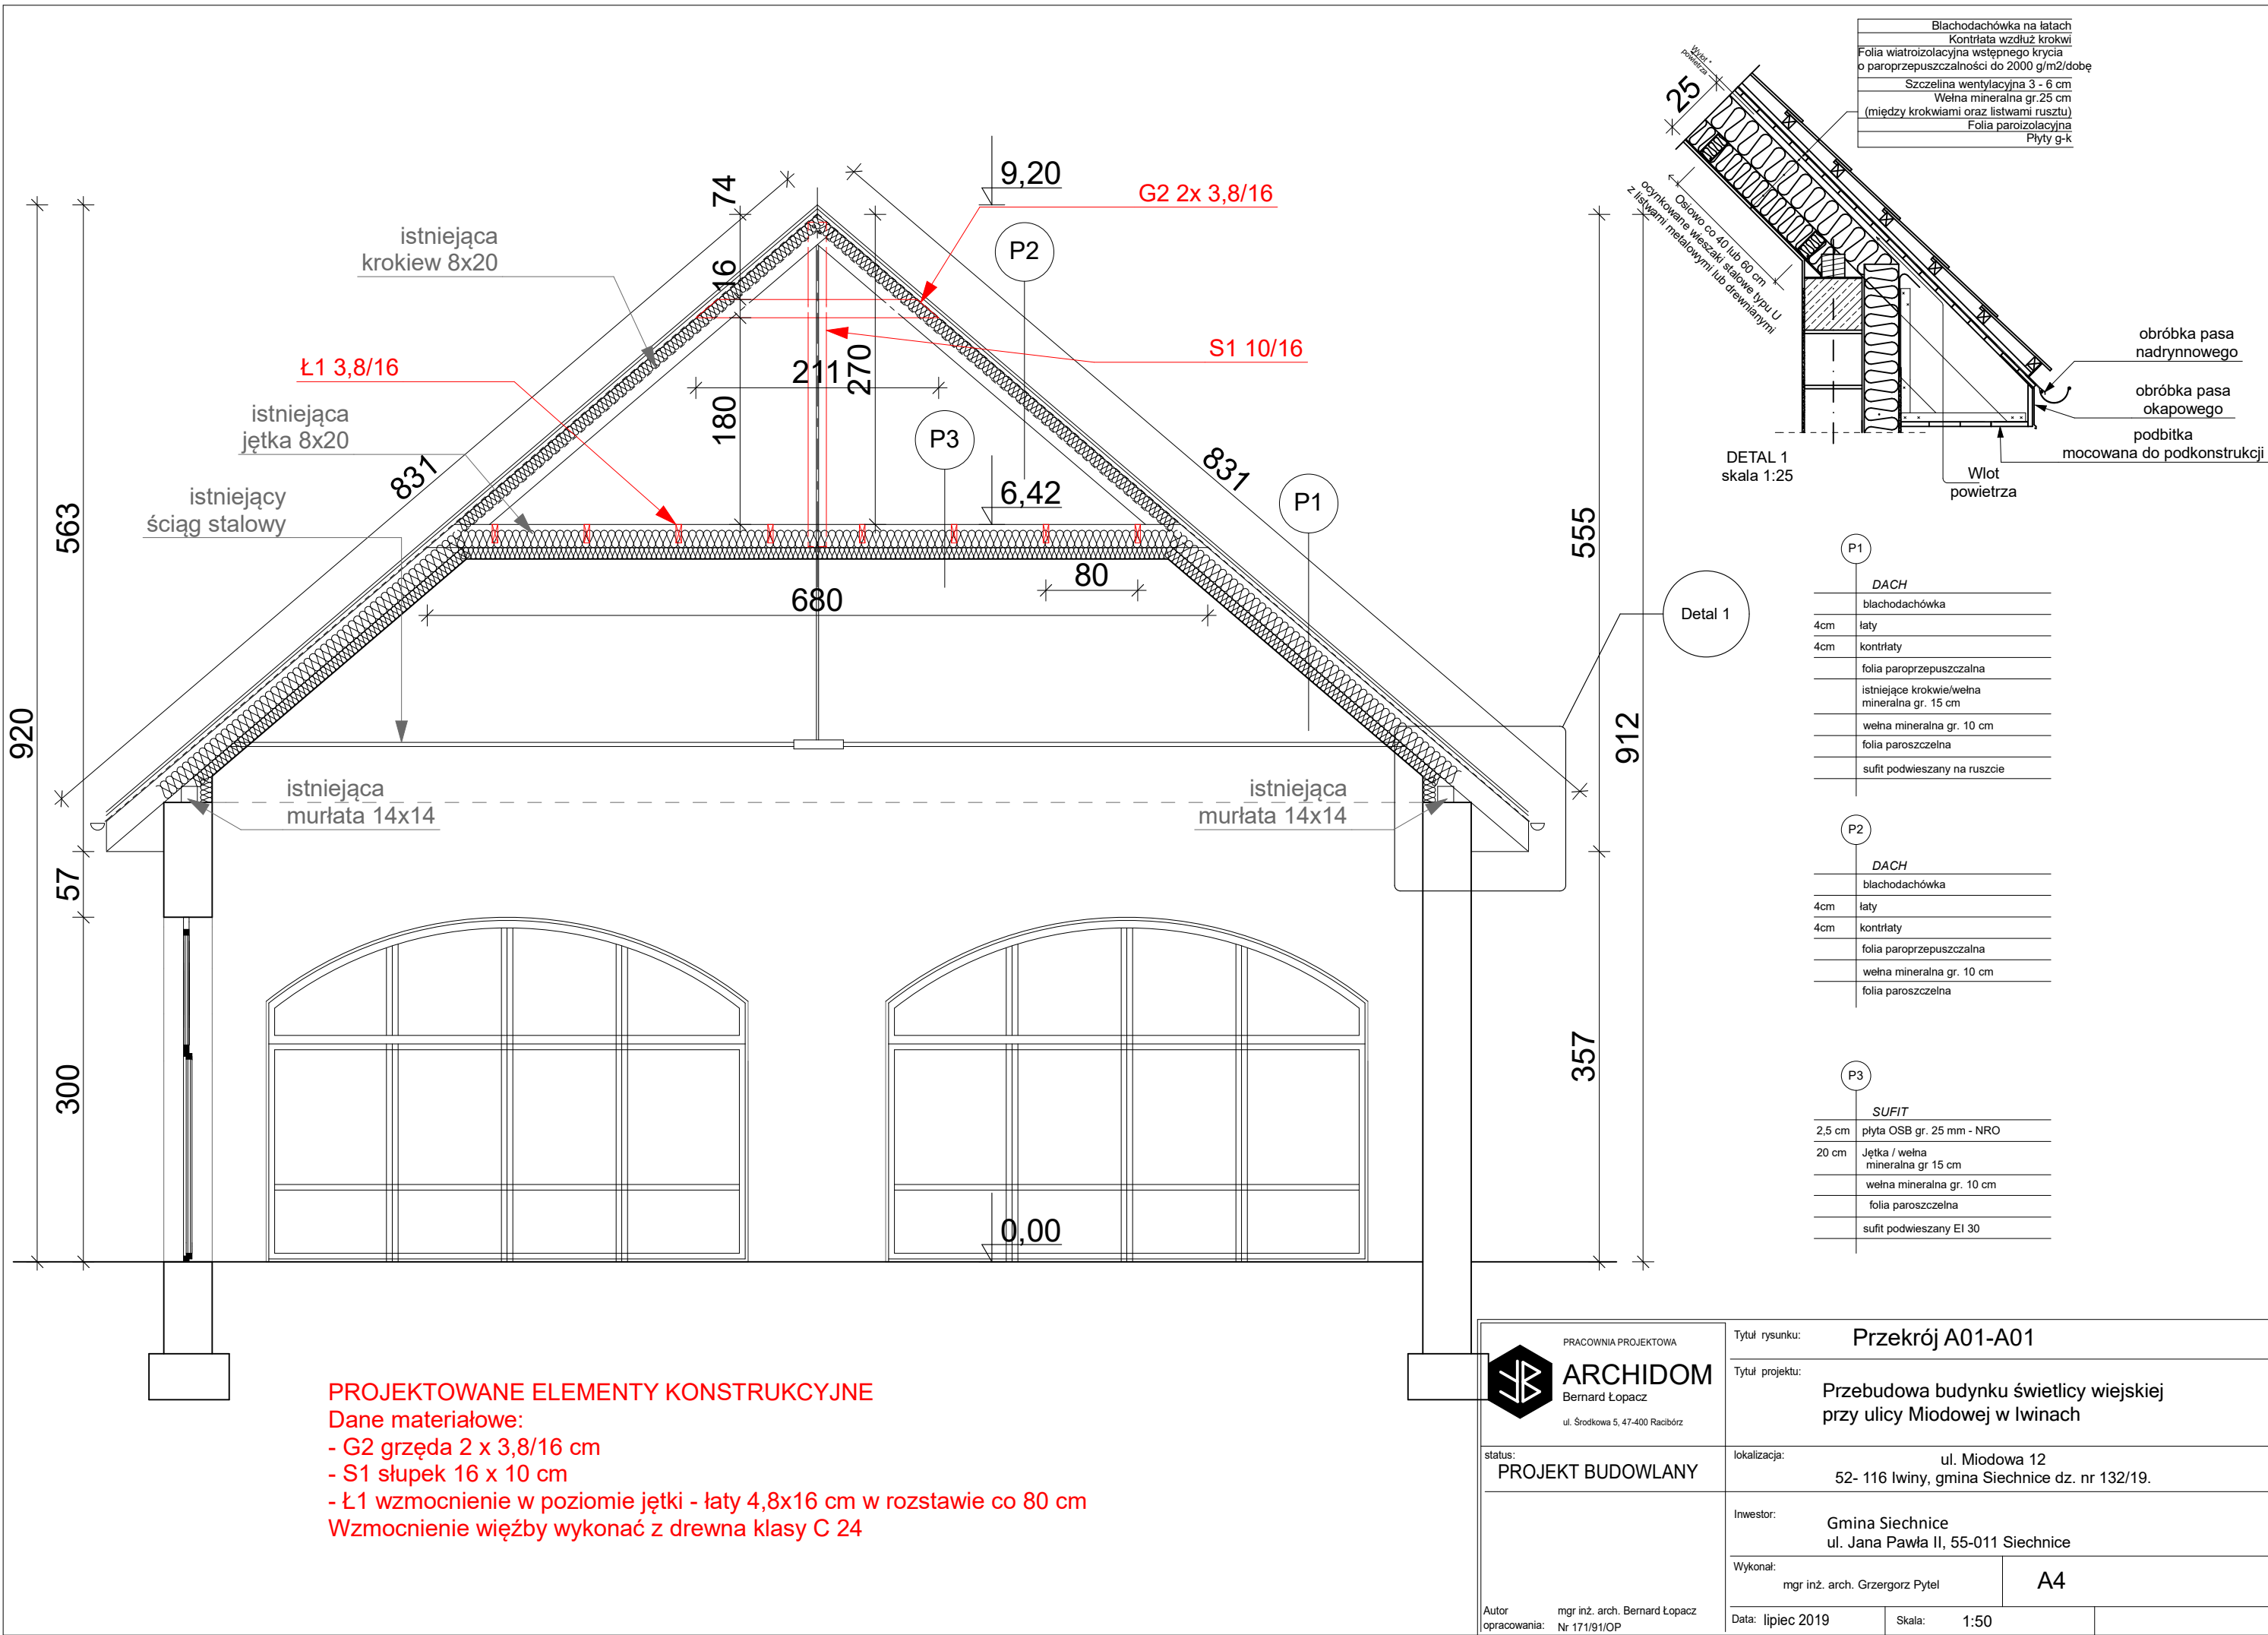 Blachodachówka na łatach
Kontrłata wzdłuż krokwi
Folia wiatroizolacyjna wstępnego krycia
o paroprzepuszczalności do 2000 g/m2/dobę
Szczelina wentylacyjna 3 - 6 cm
Wełna mineralna gr.25 cm
(między krokwiami oraz listwami rusztu)
Folia paroizolacyjna
Płyty g-k
Wylot
powietrza
25
Osiowo co 40 lub 60 cm
ocynkowane wieszaki stalowe typu U
z listwami metalowymi lub drewnianymi
obróbka pasa
nadrynnowego
obróbka pasa
okapowego
podbitka
mocowana do podkonstrukcji
Wlot
powietrza
DETAL 1
skala 1:25
9,20
G2 2x 3,8/16
74
istniejąca
krokiew 8x20
16
P2
S1 10/16
Ł1 3,8/16
211
270
180
istniejąca
jętka 8x20
P3
831
831
6,42
P1
istniejący
ściąg stalowy
563
555
80
680
Detal 1
920
912
istniejąca
murłata 14x14
istniejąca
murłata 14x14
57
300
357
0,00
P1
DACH
blachodachówka
4cm łaty
4cm kontrłaty
folia paroprzepuszczalna
istniejące krokwie/wełna
mineralna gr. 15 cm
wełna mineralna gr. 10 cm
folia paroszczelna
sufit podwieszany na ruszcie
P2
DACH
blachodachówka
4cm łaty
4cm kontrłaty
folia paroprzepuszczalna
wełna mineralna gr. 10 cm
folia paroszczelna
P3
SUFIT
2,5 cm płyta OSB gr. 25 mm - NRO
20 cm Jętka / wełna
mineralna gr 15 cm
wełna mineralna gr. 10 cm
folia paroszczelna
sufit podwieszany EI 30
PROJEKTOWANE ELEMENTY KONSTRUKCYJNE
Dane materiałowe:
- G2 grzęda 2 x 3,8/16 cm
- S1 słupek 16 x 10 cm
- Ł1 wzmocnienie w poziomie jętki - łaty 4,8x16 cm w rozstawie co 80 cm
Wzmocnienie więźby wykonać z drewna klasy C 24
PRACOWNIA PROJEKTOWA
ARCHIDOM
Bernard Łopacz
ul. Środkowa 5, 47-400 Racibórz
status:
PROJEKT BUDOWLANY
Autor
opracowania:
mgr inż. arch. Bernard Łopacz
Nr 171/91/OP
Tytuł rysunku: Przekrój A01-A01
Tytuł projektu:
Przebudowa budynku świetlicy wiejskiej
przy ulicy Miodowej w Iwinach
lokalizacja: ul. Miodowa 12
52- 116 Iwiny, gmina Siechnice dz. nr 132/19.
Inwestor:
Gmina Siechnice
ul. Jana Pawła II, 55-011 Siechnice
Wykonał:
mgr inż. arch. Grzergorz Pytel
A4
Data: lipiec 2019 Skala: 1:50